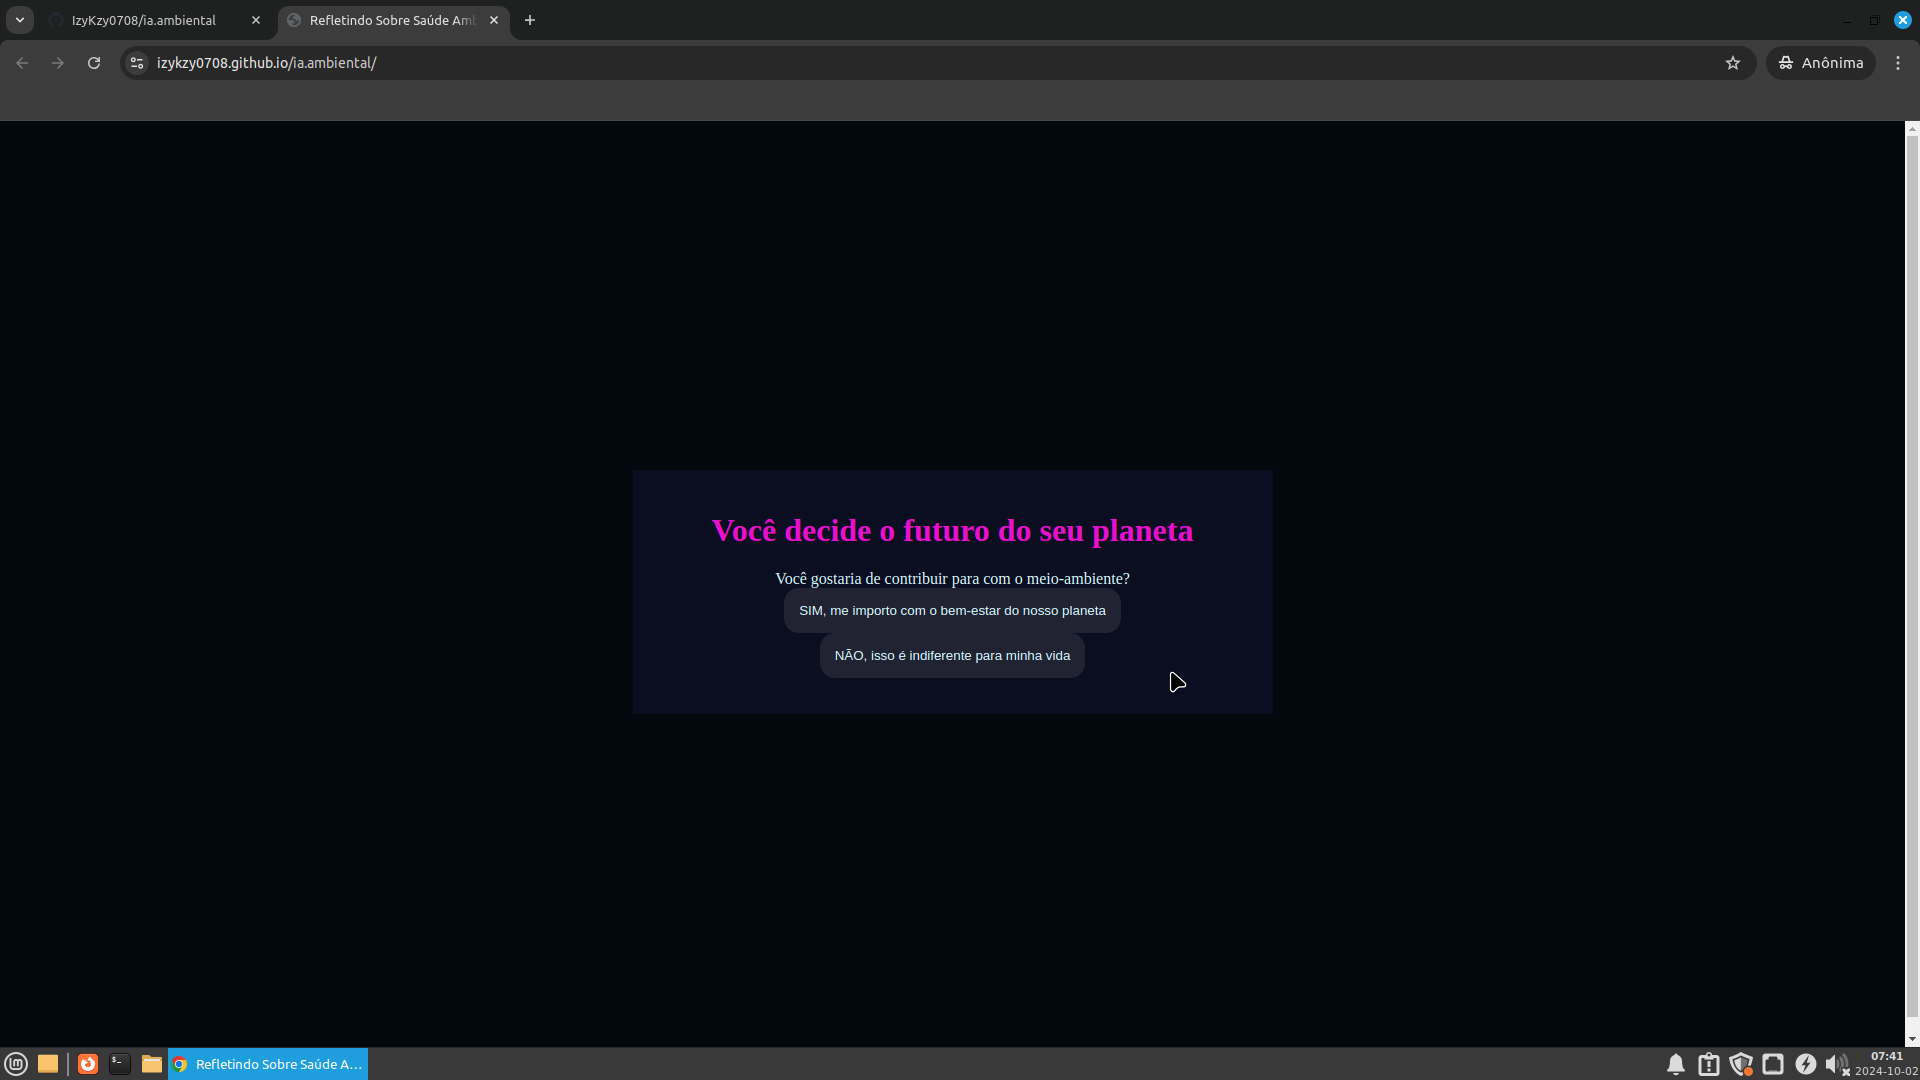 IzyKzy0708/ia.ambiental
Refletindo Sobre Saúde Am
izykzy0708.github.io/ia.ambiental/
Anônima
Você decide o futuro do seu planeta
Você gostaria de contribuir para com o meio-ambiente?
SIM, me importo com o bem-estar do nosso planeta
NÃO, isso é indiferente para minha vida
Refletindo Sobre Saúde A...
07:41
2024-10-02